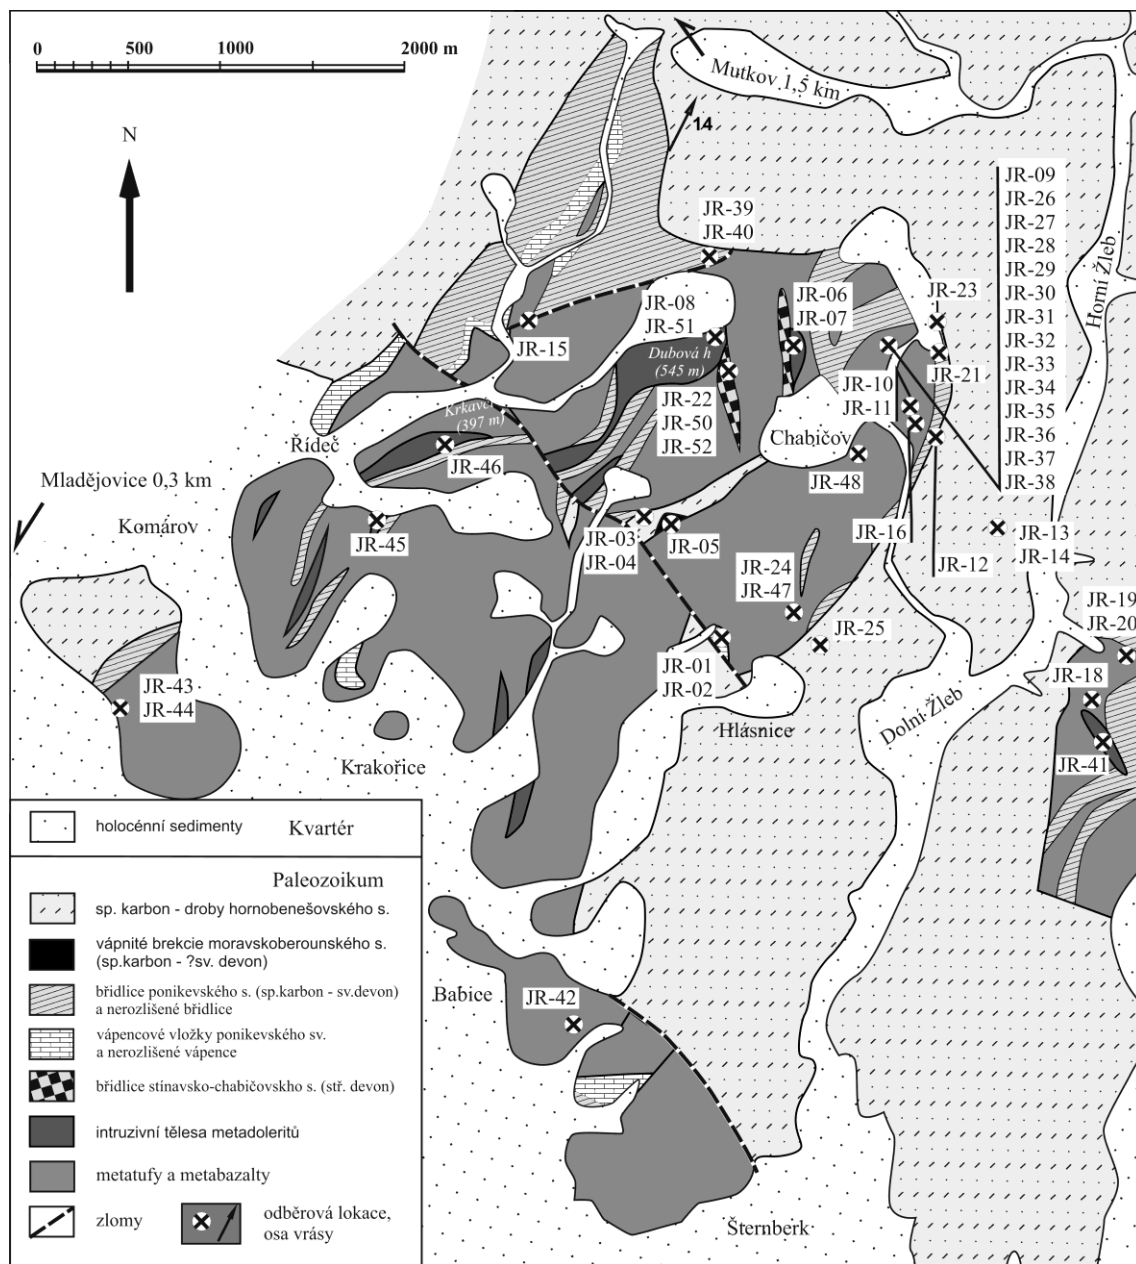 0 500 1000 2000 m
Mutkov 1,5 km
14
N
JR-09
JR-26
JR-27
JR-28
JR-29
JR-30
JR-31
JR-32
JR-33
JR-34
JR-35
JR-36
JR-37
JR-38
Horní Žleb
JR-39
JR-40
JR-08
JR-51
JR-06
JR-07
JR-23
JR-15
Dubová h
(545 m)
JR-21
JR-10
JR-11
JR-22
JR-50
JR-52
Krkavčí
(397 m)
Řídeč
Chabičov
JR-46
JR-48
Mladějovice 0,3 km
Komárov
JR-45
JR-03
JR-04
JR-05
JR-16
JR-13
JR-14
JR-12
JR-24
JR-47
JR-19
JR-20
JR-25
JR-01
JR-02
JR-18
JR-43
JR-44
Hlásnice
Dolní Žleb
JR-41
Krakořice
Babice
JR-42
Šternberk
holocénní sedimenty
Kvartér
Paleozoikum
sp. karbon - droby hornobenešovského s.
vápnité brekcie moravskoberounského s.
(sp.karbon - ?sv. devon)
břidlice ponikevského s. (sp.karbon - sv.devon)
a nerozlišené břidlice
vápencové vložky ponikevského sv.
a nerozlišené vápence
břidlice stínavsko-chabičovskho s. (stř. devon)
intruzivní tělesa metadoleritů
metatufy a metabazalty
zlomy
odběrová lokace,
osa vrásy